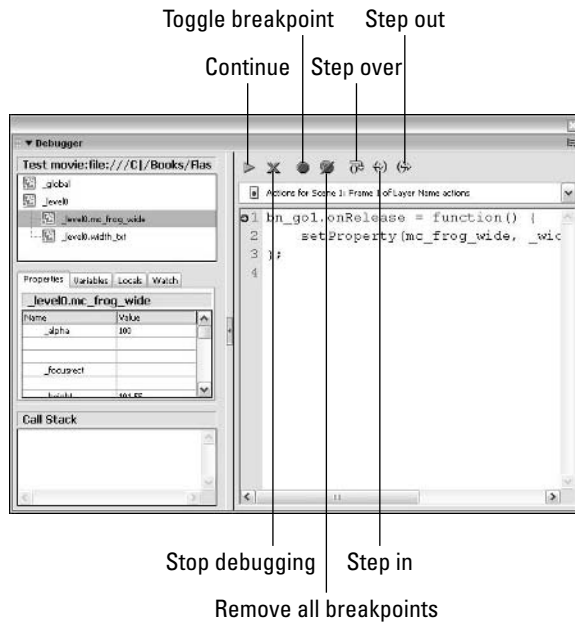 Toggle breakpoint Step out
Continue Step over
▼ Debugger
Test movie:file:///C|/Books/Flas
_global
_level0
_level0.mc_frog_wide
_level0.width_txt
Actions for Scene 1: Frame 1 of Layer Name actions
1 bn_go1.onRelease = function() {
2 setProperty(mc_frog_wide, _wid
3 };
4
Properties Variables Locals Watch
_level0.mc_frog_wide
Name Value
_alpha 100
_focusrect
_height
Call Stack
Stop debugging Step in
Remove all breakpoints